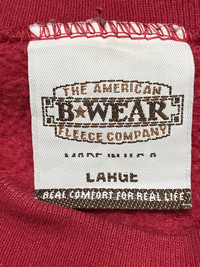 THE AMERICAN
B★WEAR
FLEECE COMPANY
MADE IN U.S.A
LARGE
REAL COMFORT FOR REAL LIFE